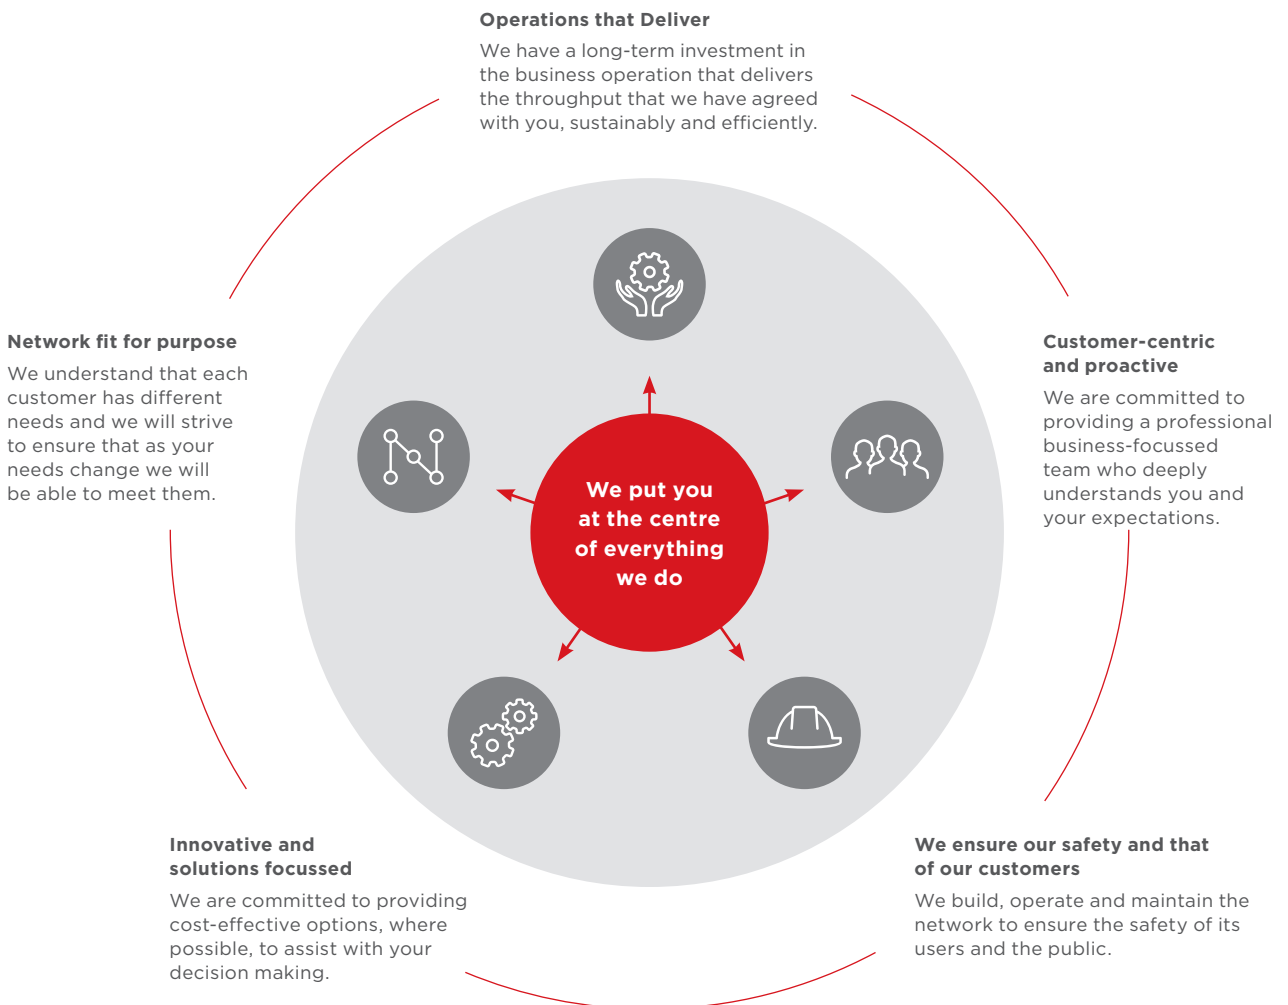 Operations that Deliver
We have a long-term investment in
the business operation that delivers
the throughput that we have agreed
with you, sustainably and efficiently.
Network fit for purpose
We understand that each
customer has different
needs and we will strive
to ensure that as your
needs change we will
be able to meet them.
Customer-centric
and proactive
We are committed to
providing a professional
business-focussed
team who deeply
understands you and
your expectations.
We put you
at the centre
of everything
we do
Innovative and
solutions focussed
We are committed to providing
cost-effective options, where
possible, to assist with your
decision making.
We ensure our safety and that
of our customers
We build, operate and maintain the
network to ensure the safety of its
users and the public.